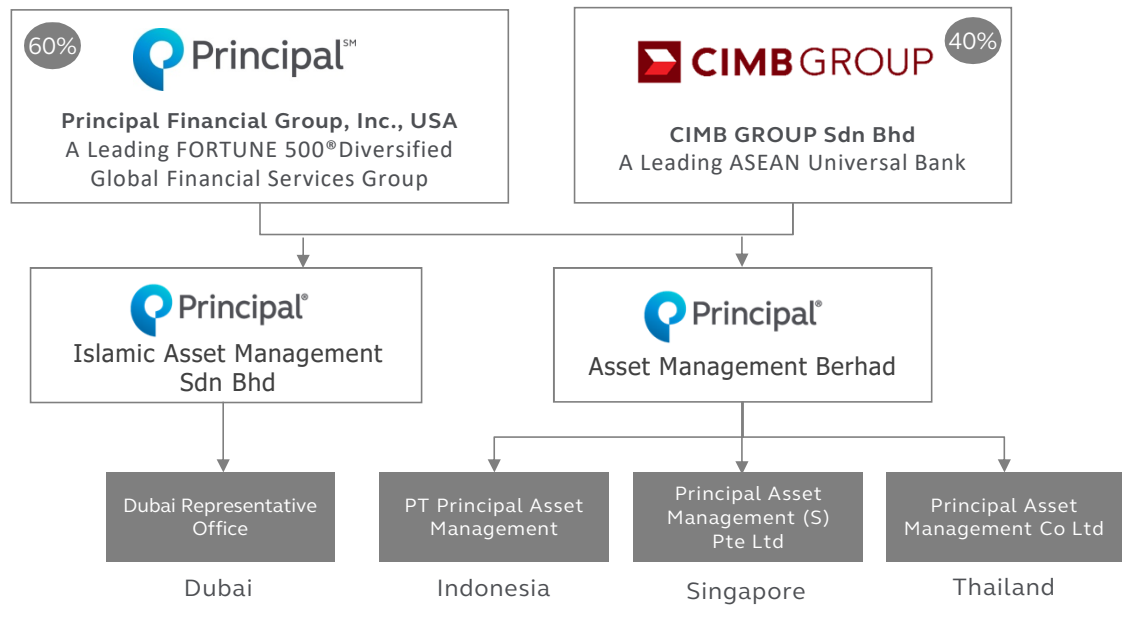 60%
Principal℠
Principal Financial Group, Inc., USA
A Leading FORTUNE 500® Diversified
Global Financial Services Group
CIMB GROUP
40%
CIMB GROUP Sdn Bhd
A Leading ASEAN Universal Bank
Principal®
Islamic Asset Management
Sdn Bhd
Principal®
Asset Management Berhad
Dubai Representative
Office
Dubai
PT Principal Asset
Management
Indonesia
Principal Asset
Management (S)
Pte Ltd
Singapore
Principal Asset
Management Co Ltd
Thailand